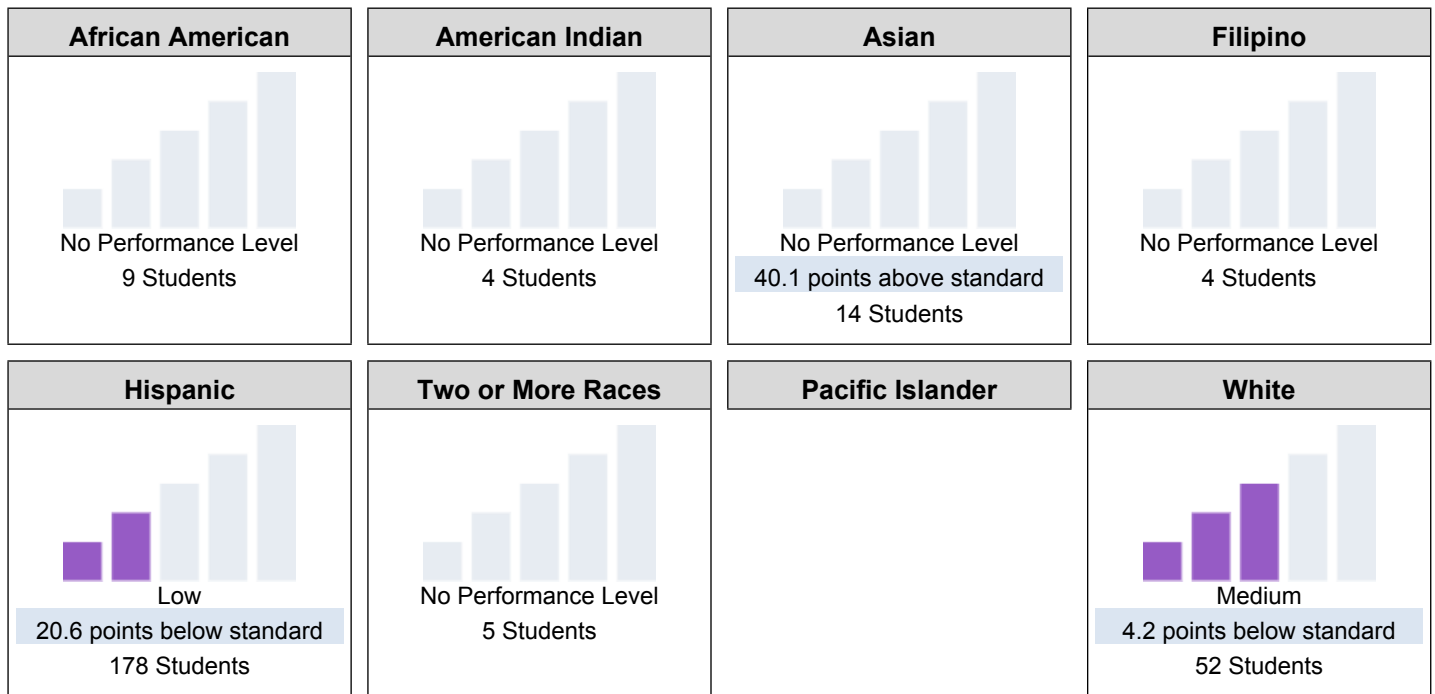 African American
No Performance Level
9 Students
American Indian
No Performance Level
4 Students
Asian
No Performance Level
40.1 points above standard
14 Students
Filipino
No Performance Level
4 Students
Hispanic
Low
20.6 points below standard
178 Students
Two or More Races
No Performance Level
5 Students
Pacific Islander
White
Medium
4.2 points below standard
52 Students